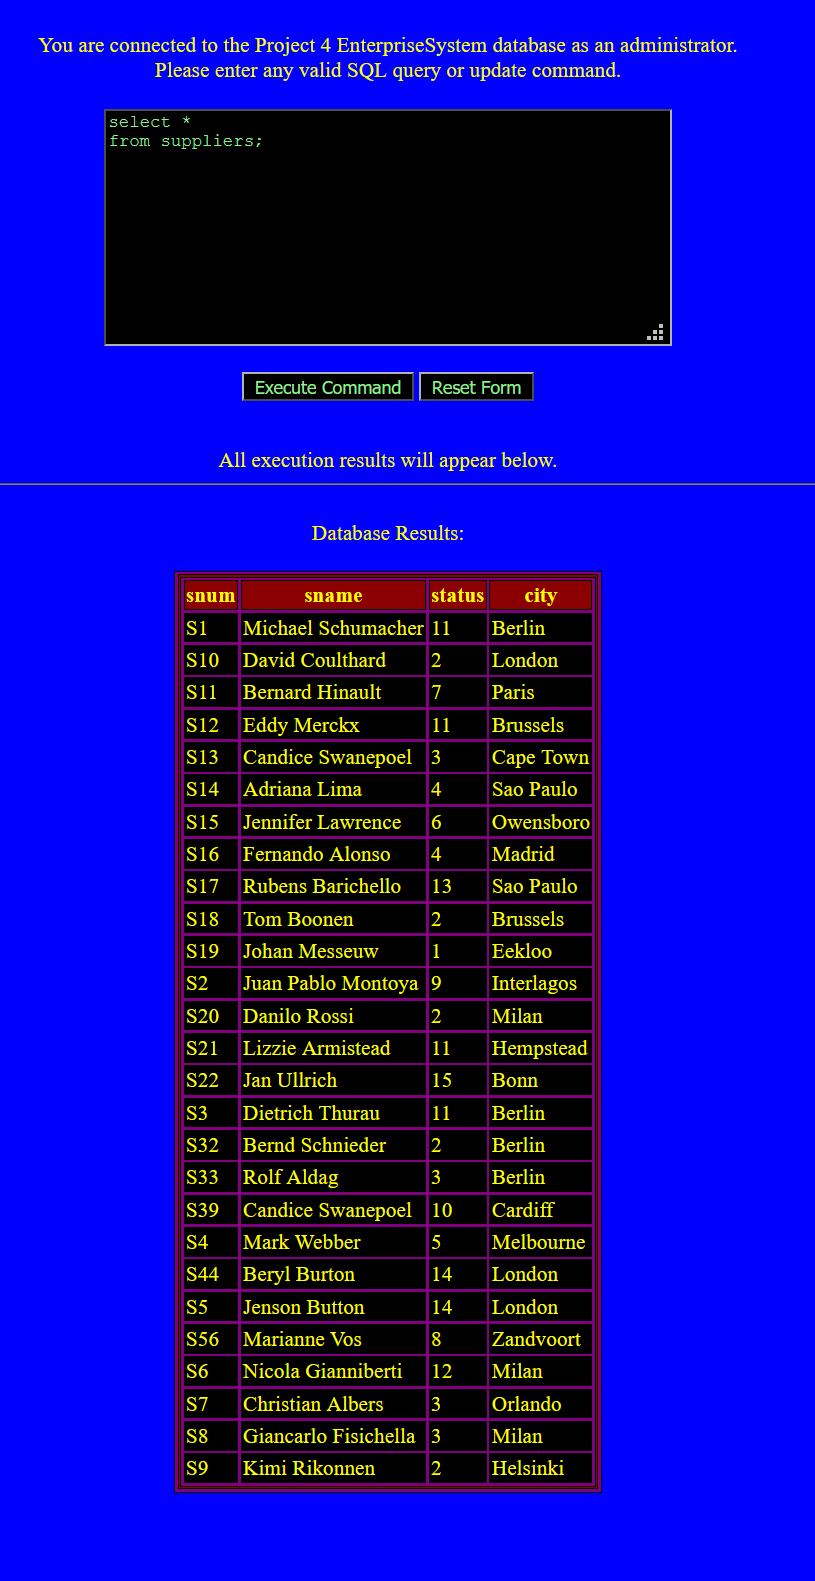 You are connected to the Project 4 EnterpriseSystem database as an administrator.
Please enter any valid SQL query or update command.
select *
from suppliers;
Execute Command Reset Form
All execution results will appear below.
Database Results:
snum sname status city
S1 Michael Schumacher 11 Berlin
S10 David Coulthard 2 London
S11 Bernard Hinault 7 Paris
S12 Eddy Merckx 11 Brussels
S13 Candice Swanepoel 3 Cape Town
S14 Adriana Lima 4 Sao Paulo
S15 Jennifer Lawrence 6 Owensboro
S16 Fernando Alonso 4 Madrid
S17 Rubens Barichello 13 Sao Paulo
S18 Tom Boonen 2 Brussels
S19 Johan Messeuw 1 Eekloo
S2 Juan Pablo Montoya 9 Interlagos
S20 Danilo Rossi 2 Milan
S21 Lizzie Armistead 11 Hempstead
S22 Jan Ullrich 15 Bonn
S3 Dietrich Thurau 11 Berlin
S32 Bernd Schnieder 2 Berlin
S33 Rolf Aldag 3 Berlin
S39 Candice Swanepoel 10 Cardiff
S4 Mark Webber 5 Melbourne
S44 Beryl Burton 14 London
S5 Jenson Button 14 London
S56 Marianne Vos 8 Zandvoort
S6 Nicola Gianniberti 12 Milan
S7 Christian Albers 3 Orlando
S8 Giancarlo Fisichella 3 Milan
S9 Kimi Rikonnen 2 Helsinki